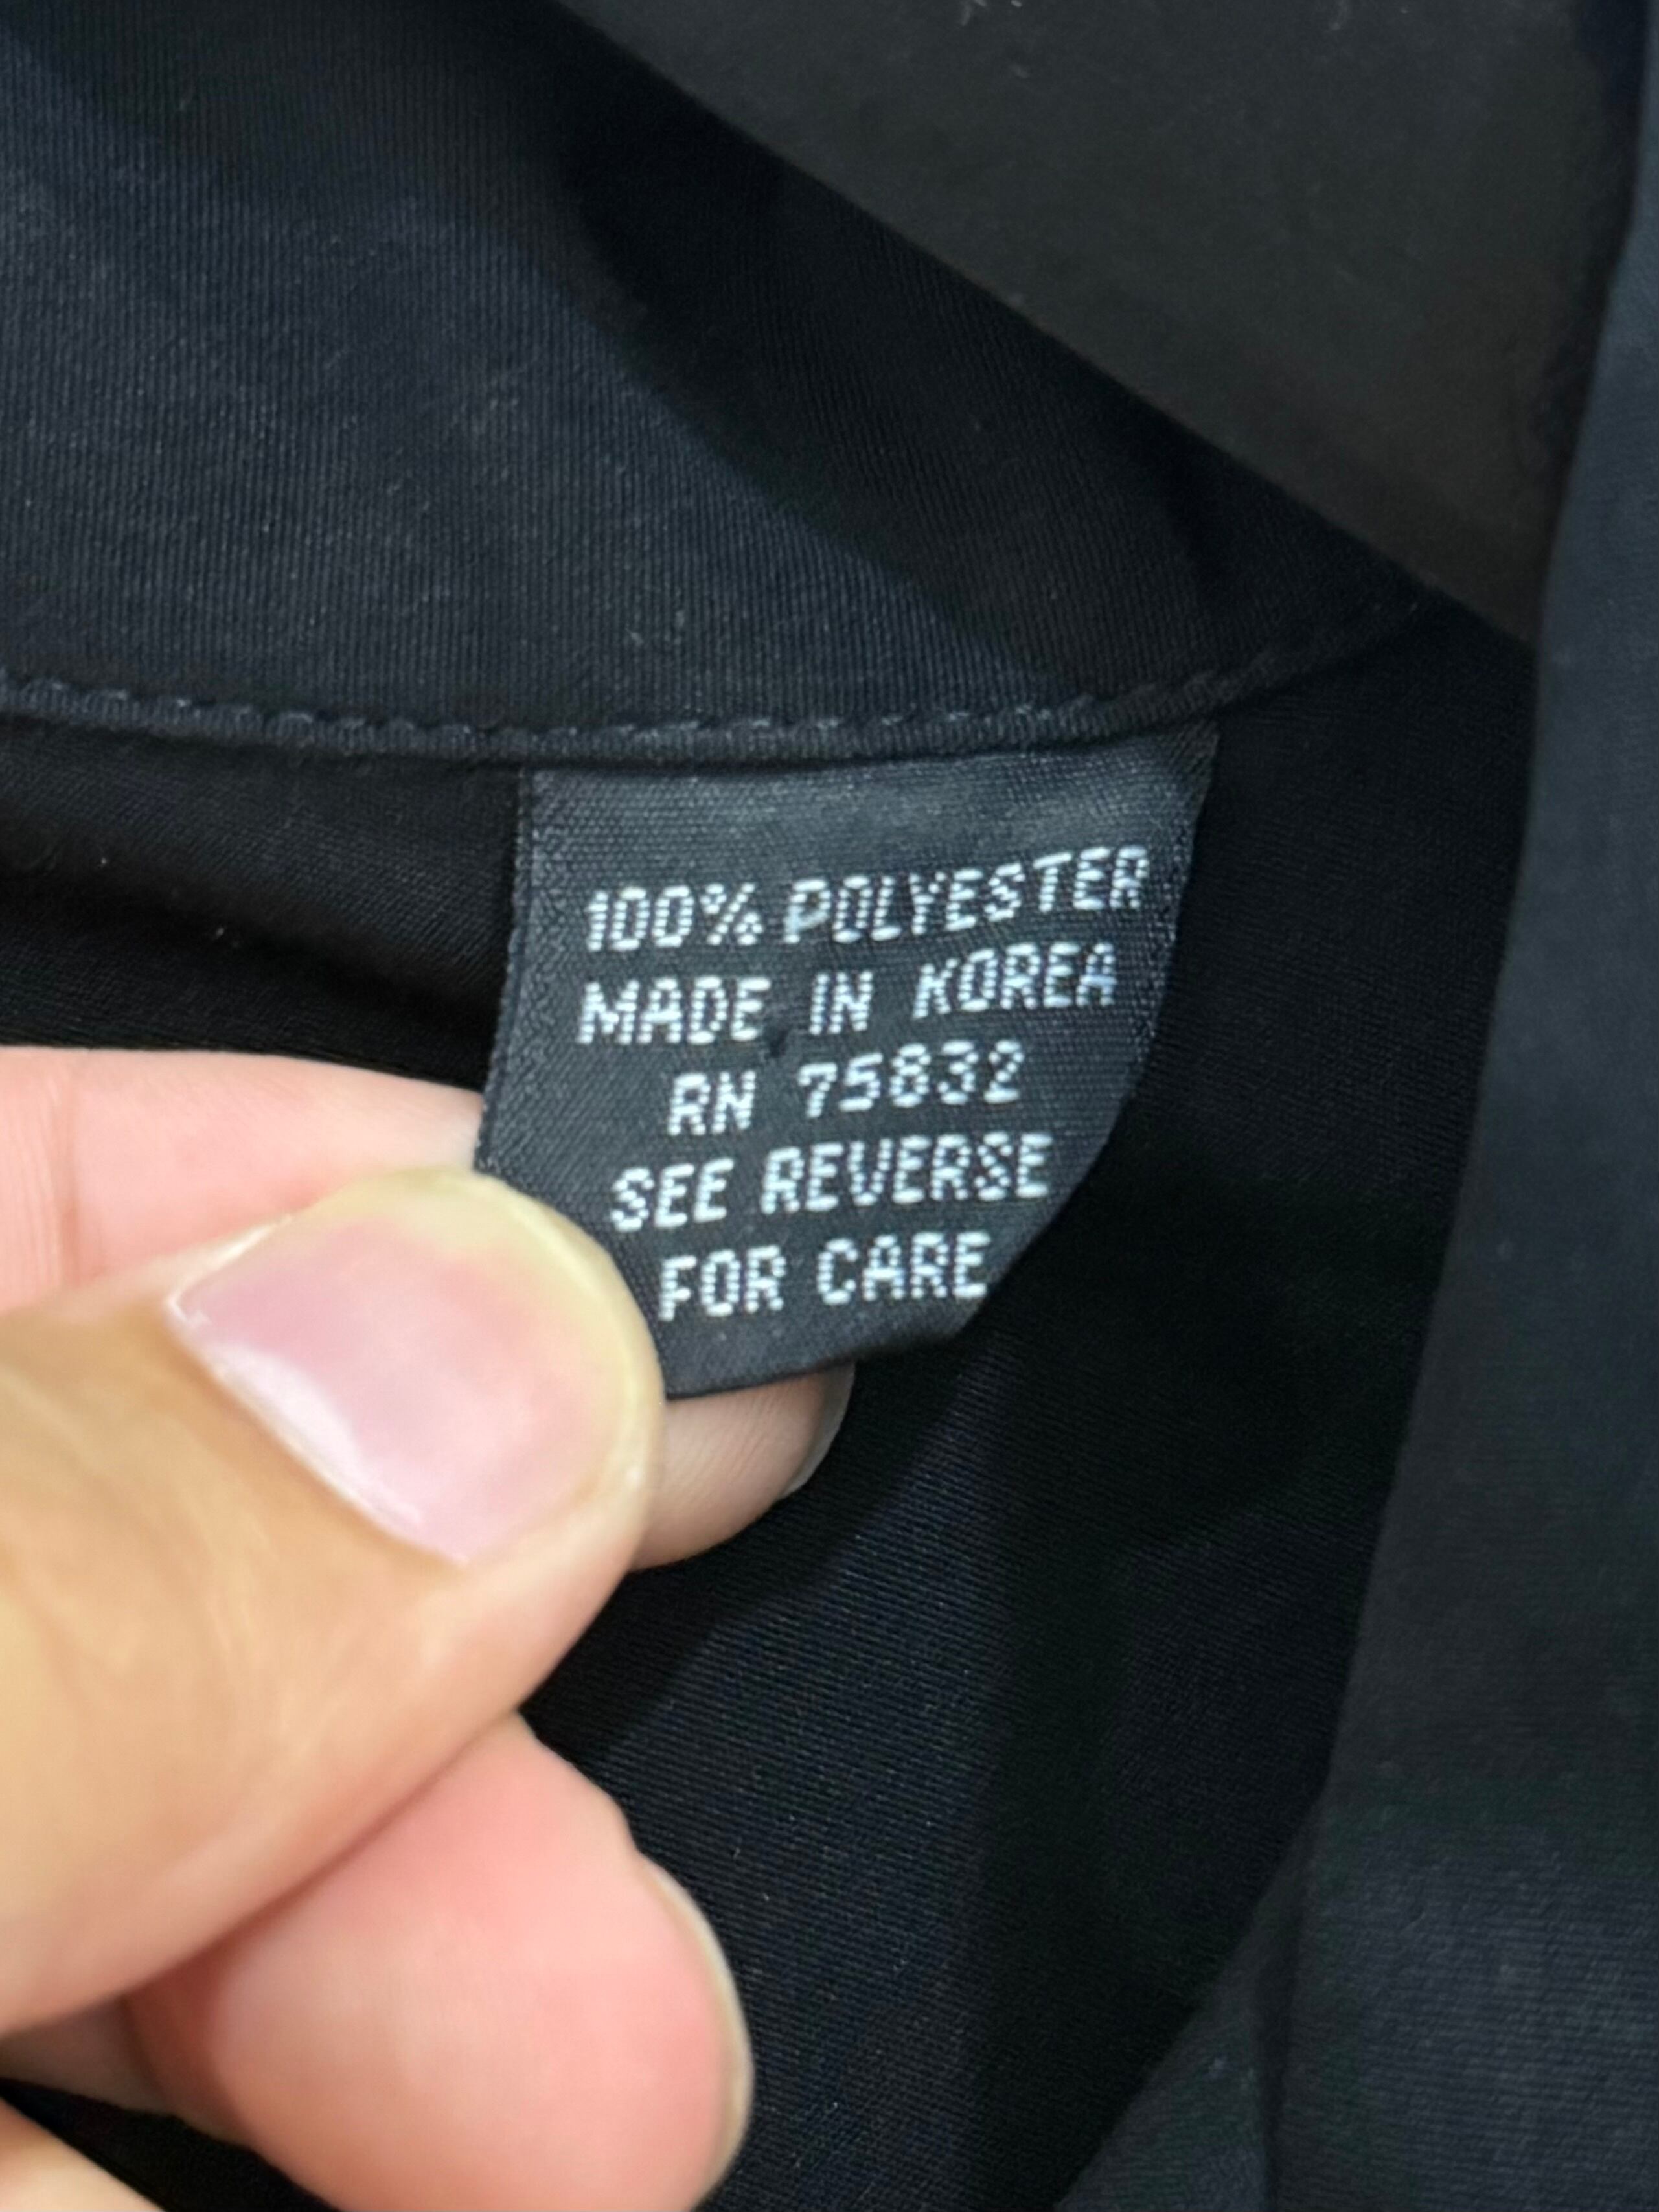 100% POLYESTER
MADE IN KOREA
RN 75832
SEE REVERSE
FOR CARE